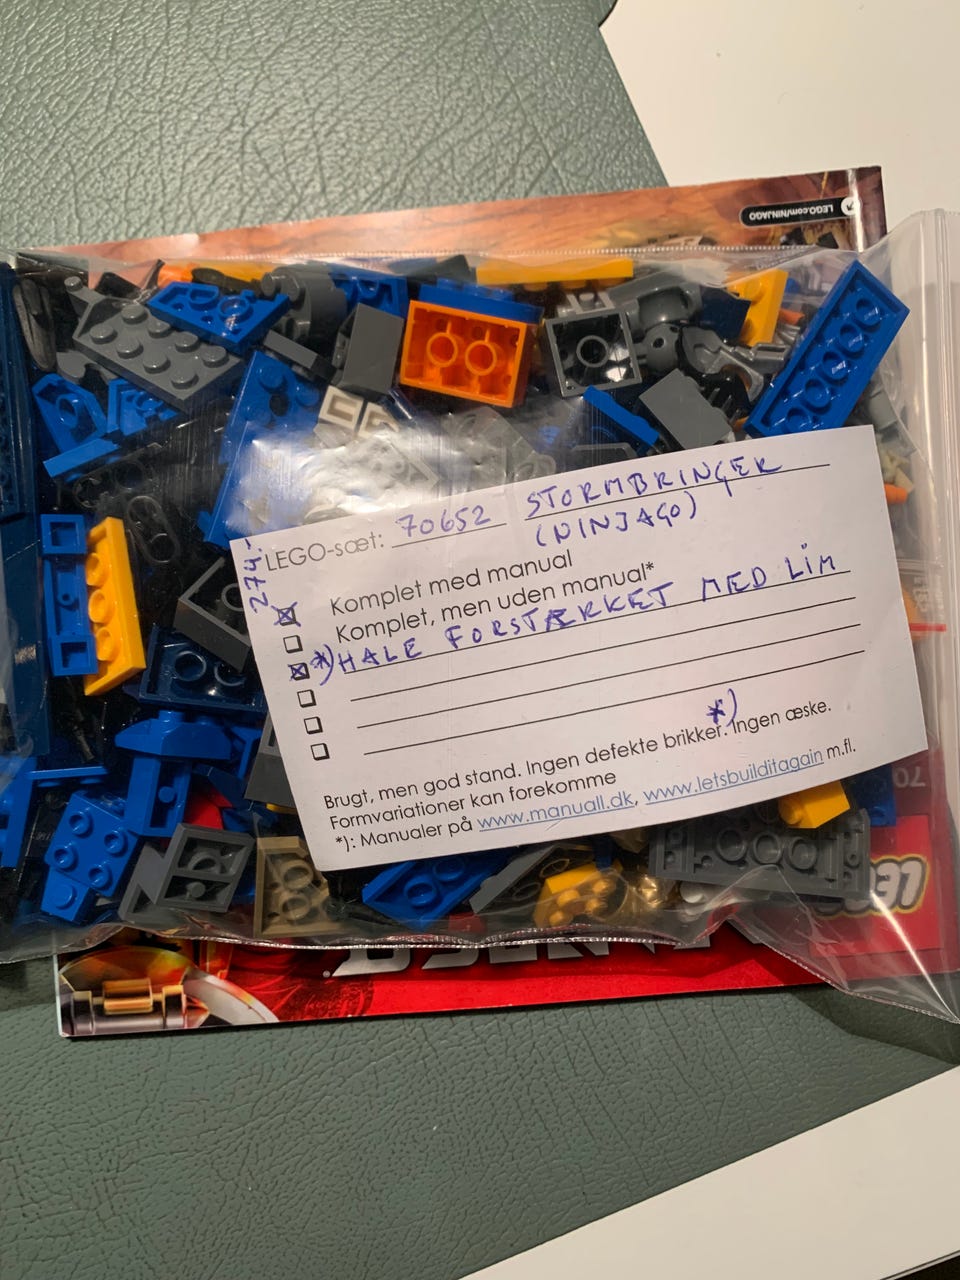 LEGO.com/NINJAGO
274.-
LEGO-sæt: 70652 STORMBRINGER
(NINJAGO)
☒ Komplet med manual
☐ Komplet, men uden manual*
☒ *) HALE FORSTÆRKET MED LIM
☐
☐
☐
Brugt, men god stand. Ingen defekte brikker. *) Ingen æske.
Formvariationer kan forekomme
*): Manualer på www.manuall.dk, www.letsbuilditagain m.fl.
70
LEGO